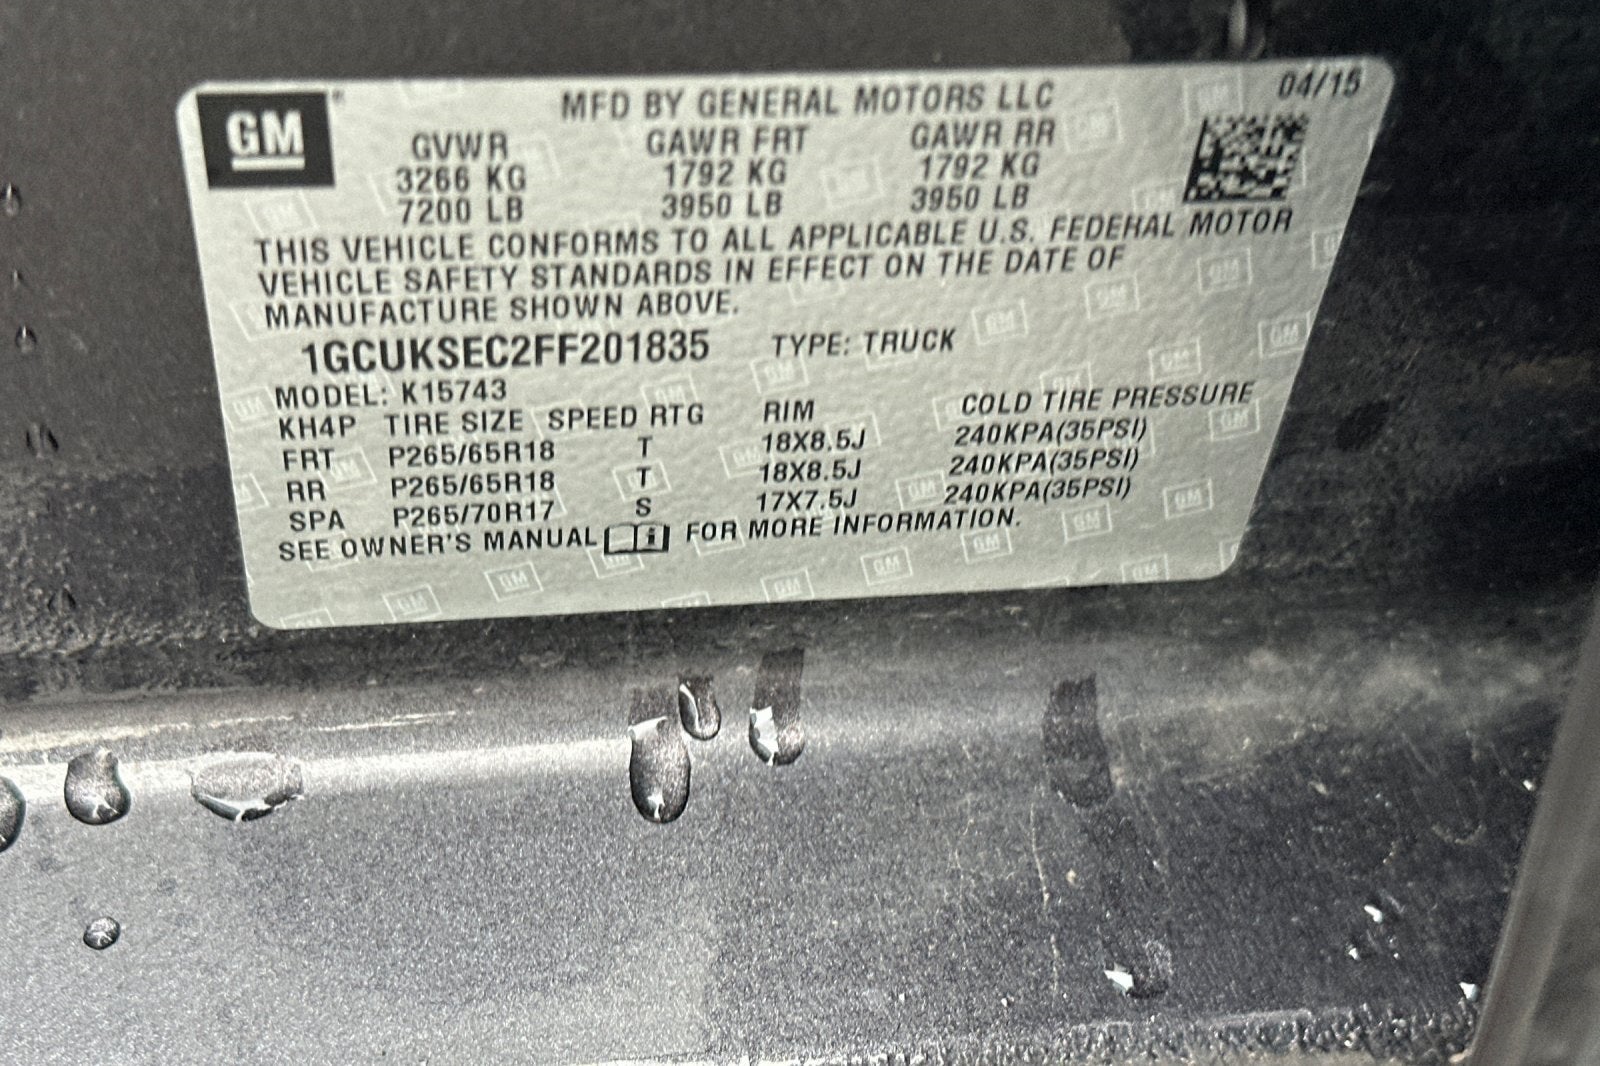 GM
MFD BY GENERAL MOTORS LLC 04/15
GVWR GAWR FRT GAWR RR
3266 KG 1792 KG 1792 KG
7200 LB 3950 LB 3950 LB
THIS VEHICLE CONFORMS TO ALL APPLICABLE U.S. FEDERAL MOTOR
VEHICLE SAFETY STANDARDS IN EFFECT ON THE DATE OF
MANUFACTURE SHOWN ABOVE.
1GCUKSEC2FF201835 TYPE: TRUCK
MODEL: K15743
KH4P TIRE SIZE SPEED RTG RIM COLD TIRE PRESSURE
FRT P265/65R18 T 18X8.5J 240KPA(35PSI)
RR P265/65R18 T 18X8.5J 240KPA(35PSI)
SPA P265/70R17 S 17X7.5J 240KPA(35PSI)
SEE OWNER'S MANUAL i FOR MORE INFORMATION.